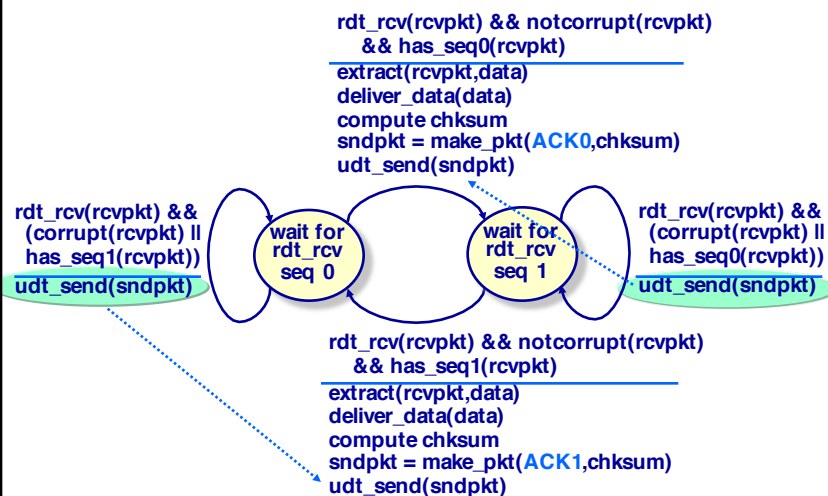 rdt_rcv(rcvpkt) && notcorrupt(rcvpkt)
&& has_seq0(rcvpkt)
extract(rcvpkt,data)
deliver_data(data)
compute chksum
sndpkt = make_pkt(ACK0,chksum)
udt_send(sndpkt)
rdt_rcv(rcvpkt) &&
(corrupt(rcvpkt) ||
has_seq1(rcvpkt))
udt_send(sndpkt)
wait for
rdt_rcv
seq 0
wait for
rdt_rcv
seq 1
rdt_rcv(rcvpkt) &&
(corrupt(rcvpkt) ||
has_seq0(rcvpkt))
udt_send(sndpkt)
rdt_rcv(rcvpkt) && notcorrupt(rcvpkt)
&& has_seq1(rcvpkt)
extract(rcvpkt,data)
deliver_data(data)
compute chksum
sndpkt = make_pkt(ACK1,chksum)
udt_send(sndpkt)